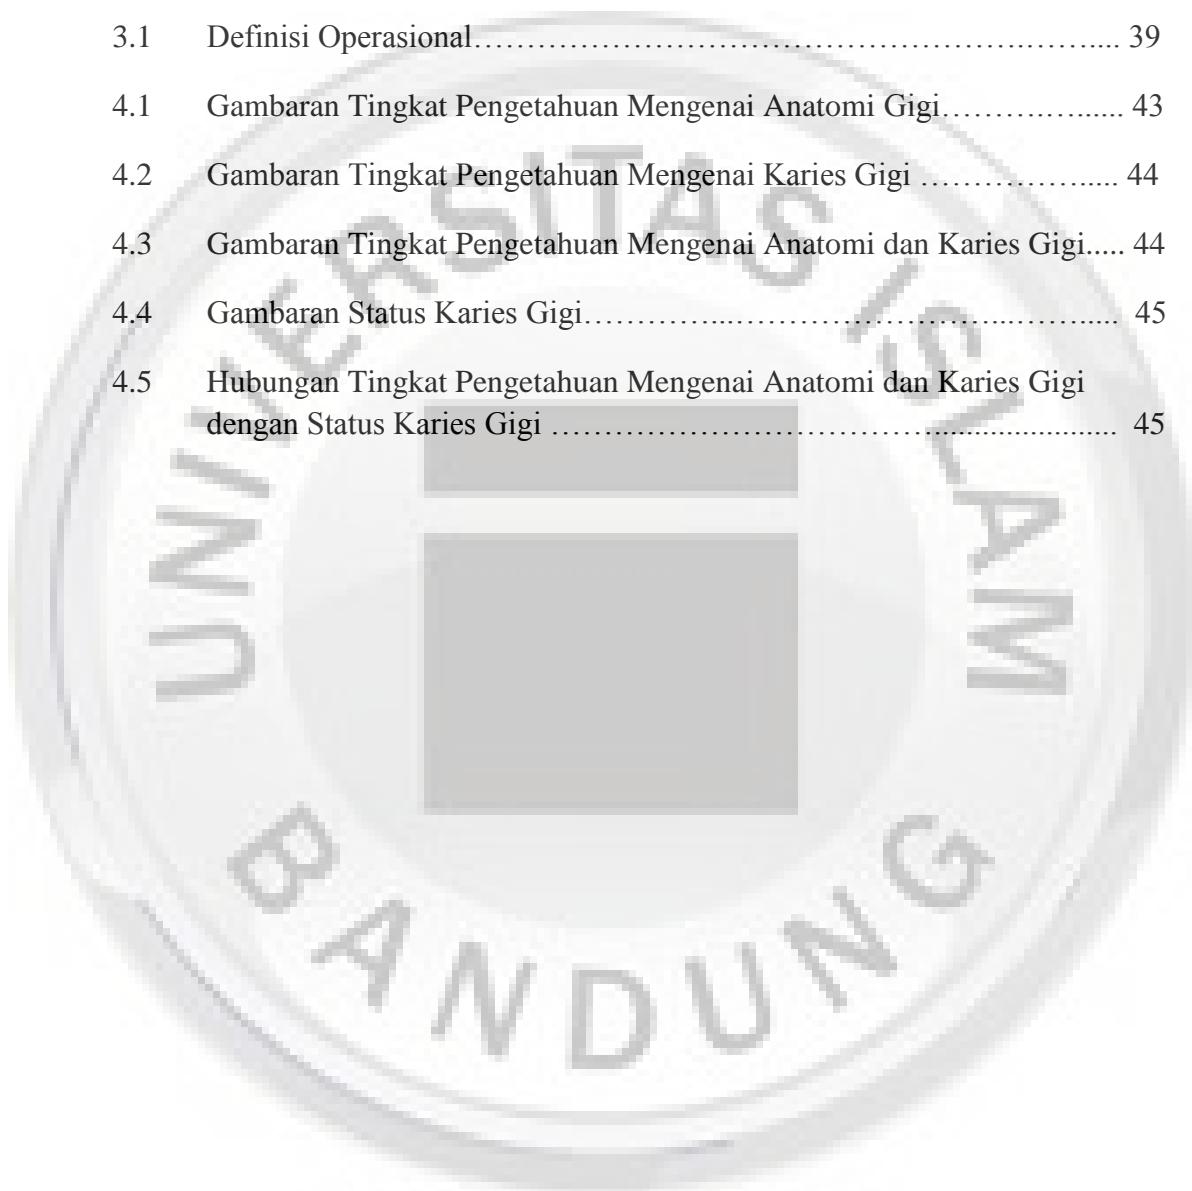 3.1 Definisi Operasional……………………………………………….……..... 39
4.1 Gambaran Tingkat Pengetahuan Mengenai Anatomi Gigi…………...... 43
4.2 Gambaran Tingkat Pengetahuan Mengenai Karies Gigi ……………..... 44
4.3 Gambaran Tingkat Pengetahuan Mengenai Anatomi dan Karies Gigi..... 44
4.4 Gambaran Status Karies Gigi…………...…………………….…..……..... 45
4.5 Hubungan Tingkat Pengetahuan Mengenai Anatomi dan Karies Gigi
dengan Status Karies Gigi ………………………………....................... 45
UNIVERSITAS ISLAM
BANDUNG